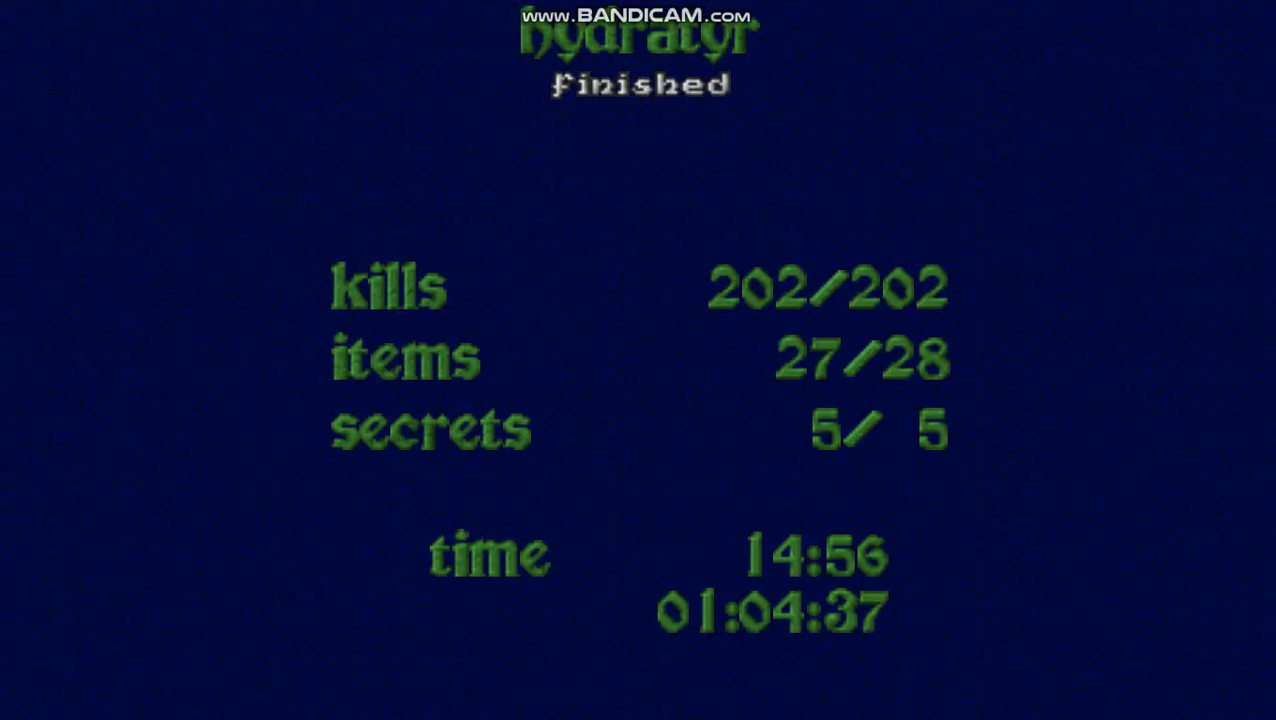 www.BANDICAM.com
hydratyr
finished
kills 202/202
items 27/28
secrets 5/ 5
time 14:56
01:04:37